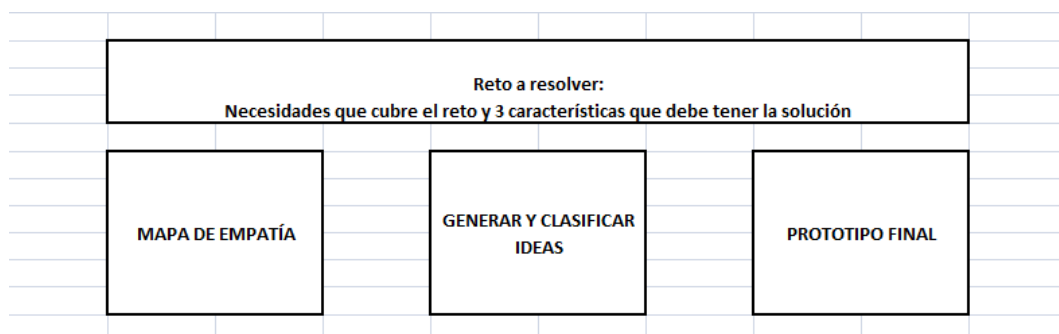 Reto a resolver:
Necesidades que cubre el reto y 3 características que debe tener la solución
MAPA DE EMPATÍA
GENERAR Y CLASIFICAR
IDEAS
PROTOTIPO FINAL